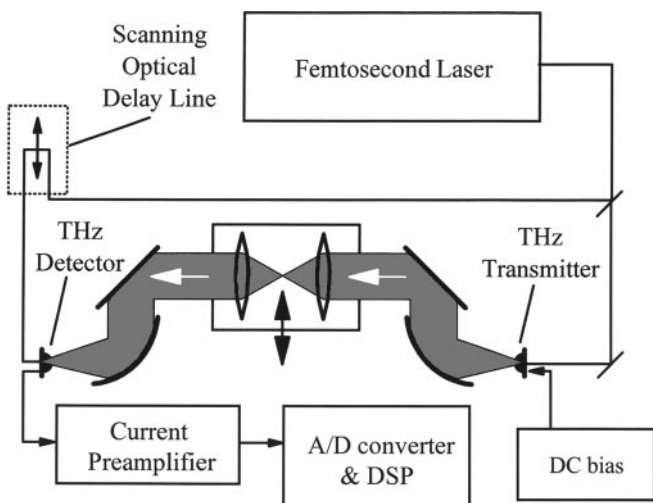 Scanning
Optical
Delay Line
Femtosecond Laser
THz
Detector
THz
Transmitter
Current
Preamplifier
A/D converter
& DSP
DC bias